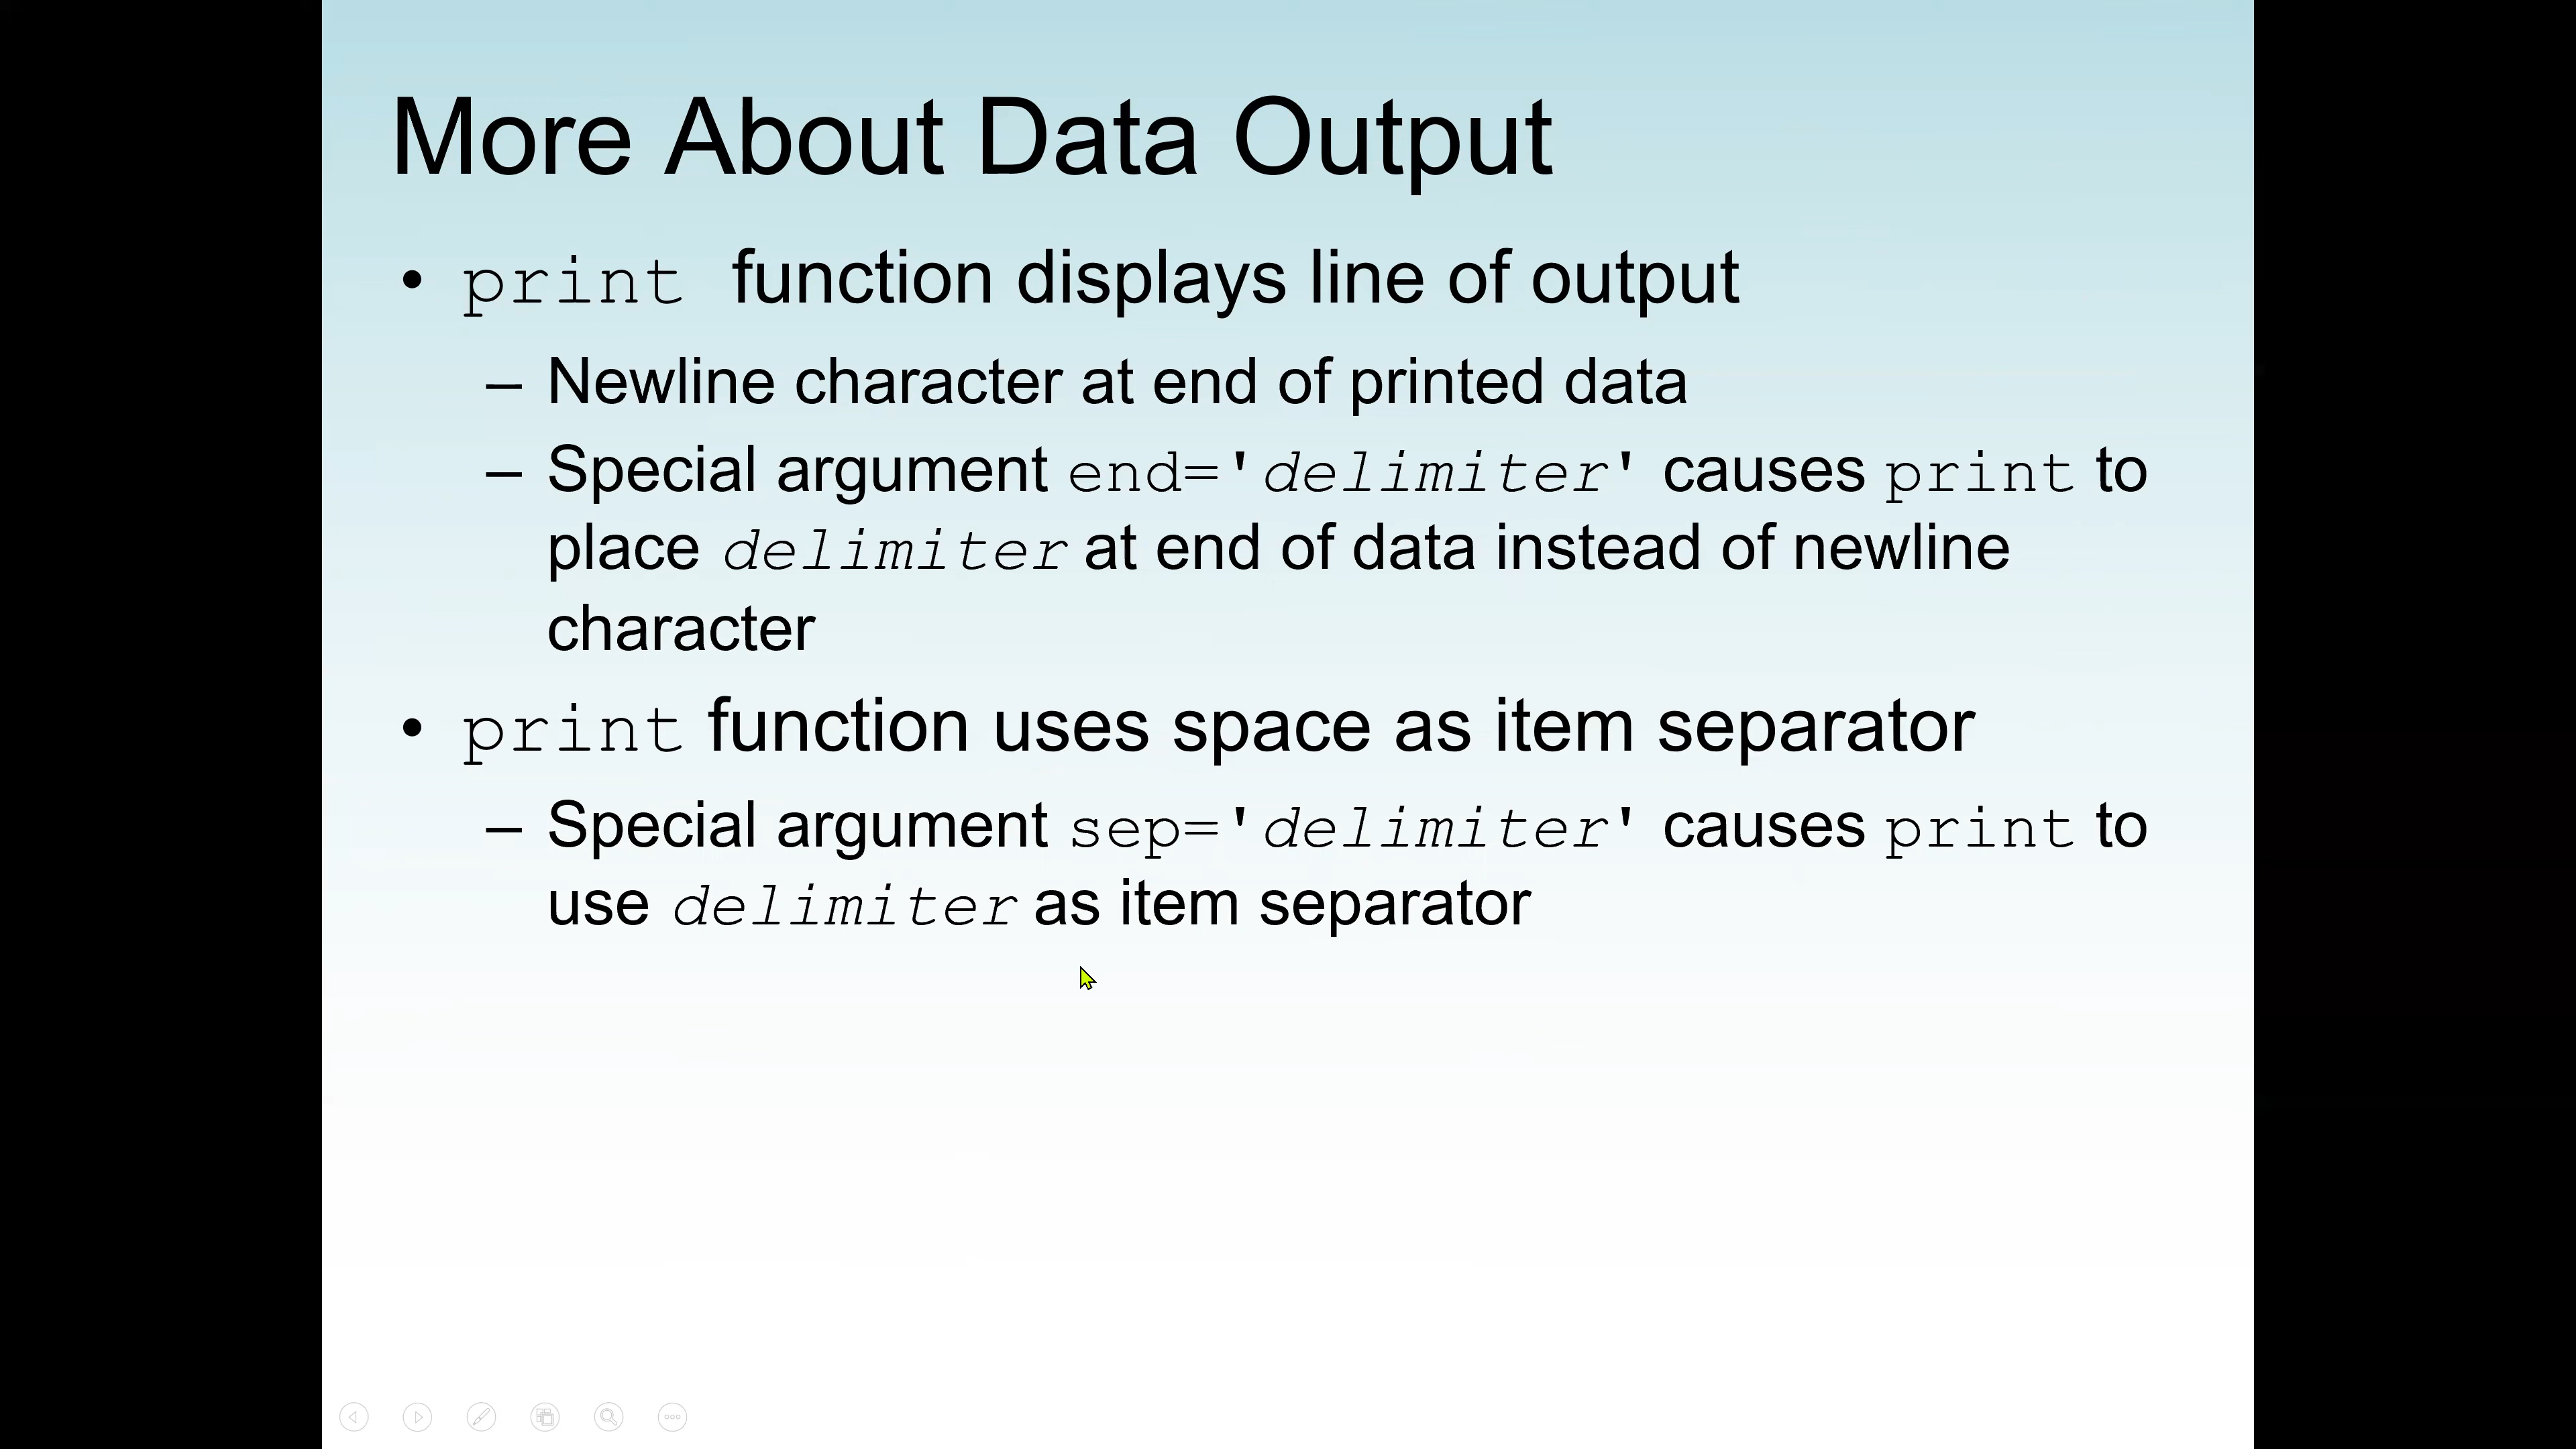 More About Data Output
• print function displays line of output
– Newline character at end of printed data
– Special argument end='delimiter' causes print to
place delimiter at end of data instead of newline
character
• print function uses space as item separator
– Special argument sep='delimiter' causes print to
use delimiter as item separator